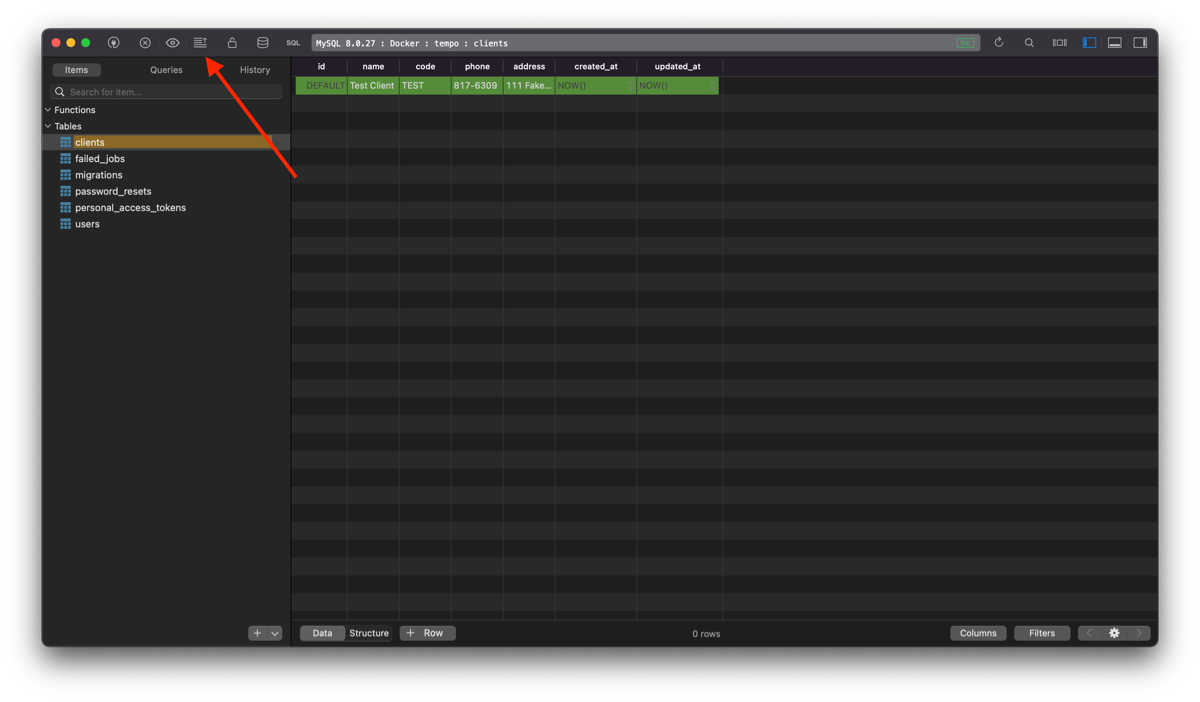 SQL
MySQL 8.0.27 : Docker : tempo : clients
Items Queries History
Search for item...
Functions
Tables
clients
failed_jobs
migrations
password_resets
personal_access_tokens
users
id name code phone address created_at updated_at
DEFAULT Test Client TEST 817-6309 111 Fake... NOW() NOW()
Data Structure + Row 0 rows Columns Filters